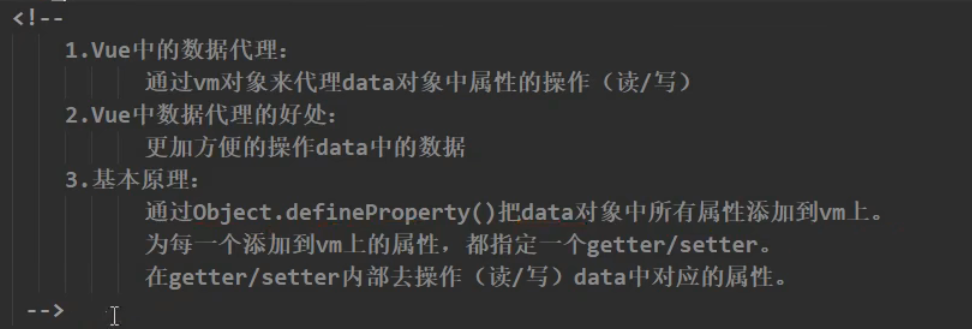 <!--
1.Vue中的数据代理：
通过vm对象来代理data对象中属性的操作（读/写）
2.Vue中数据代理的好处：
更加方便的操作data中的数据
3.基本原理：
通过Object.defineProperty()把data对象中所有属性添加到vm上。
为每一个添加到vm上的属性，都指定一个getter/setter。
在getter/setter内部去操作（读/写）data中对应的属性。
-->